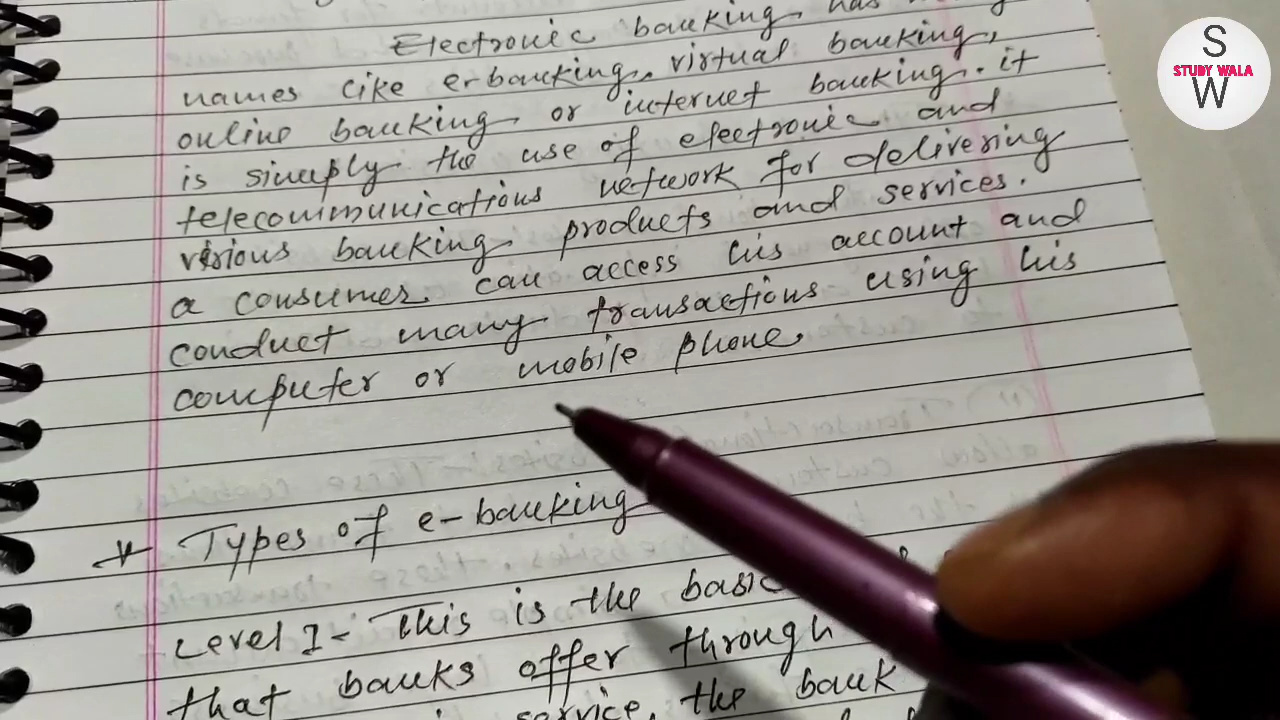 Electronic banking, has
names like e-banking, virtual banking,
online banking, or internet banking. it
is simply the use of electronic and
telecommunications network for delivering
virious banking products and services.
a consumer can access his account and
conduct many transactions using his
computer or mobile phone.
* Types of e-banking
Level I - This is the basic
that banks offer through
service, the bank
S
STUDY WALA
W